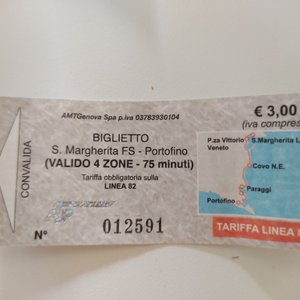 AMTGenova Spa p.iva 03783930104
€ 3,00
(iva compres
BIGLIETTO
S. Margherita FS - Portofino
(VALIDO 4 ZONE - 75 minuti)
Tariffa obbligatoria sulla
LINEA 82
CONVALIDA
N° 012591
P.za Vittorio
Veneto
S.Margherita L
Covo N.E.
Paraggi
Portofino
TARIFFA LINEA